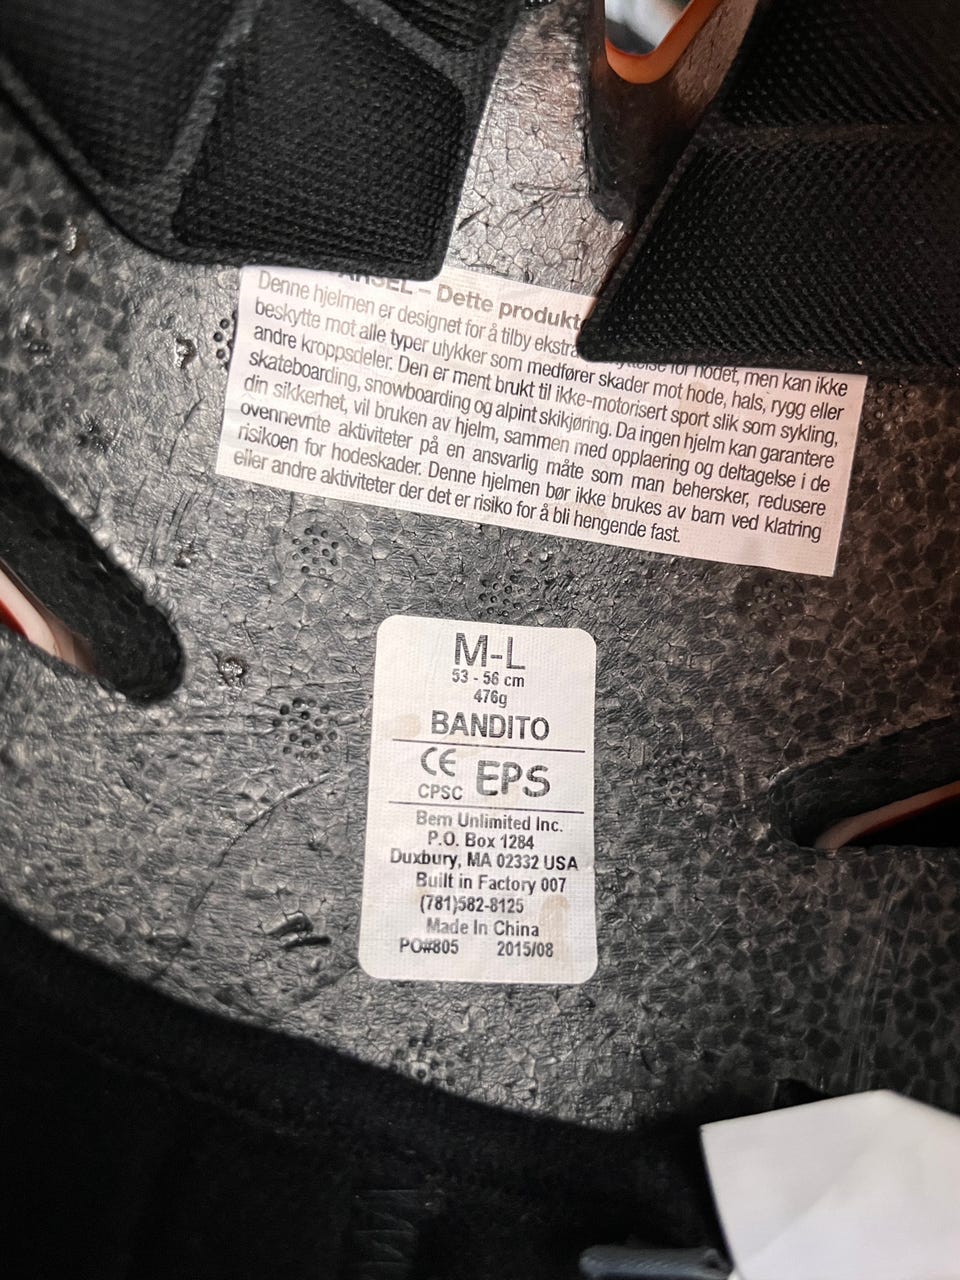 – Dette produkt
Denne hjelmen er designet for å tilby ekstra for hodet, men kan ikke
beskytte mot alle typer ulykker som medfører skader mot hode, hals, rygg eller
andre kroppsdeler. Den er ment brukt til ikke-motorisert sport slik som sykling,
skateboarding, snowboarding og alpint skikjøring. Da ingen hjelm kan garantere
din sikkerhet, vil bruken av hjelm, sammen med opplaering og deltagelse i de
ovennevnte aktiviteter på en ansvarlig måte som man behersker, redusere
risikoen for hodeskader. Denne hjelmen bør ikke brukes av barn ved klatring
eller andre aktiviteter der det er risiko for å bli hengende fast.
M-L
53 - 56 cm
476g
BANDITO
CE EPS
CPSC
Bern Unlimited Inc.
P.O. Box 1284
Duxbury, MA 02332 USA
Built in Factory 007
(781)582-8125
Made In China
PO#805 2015/08